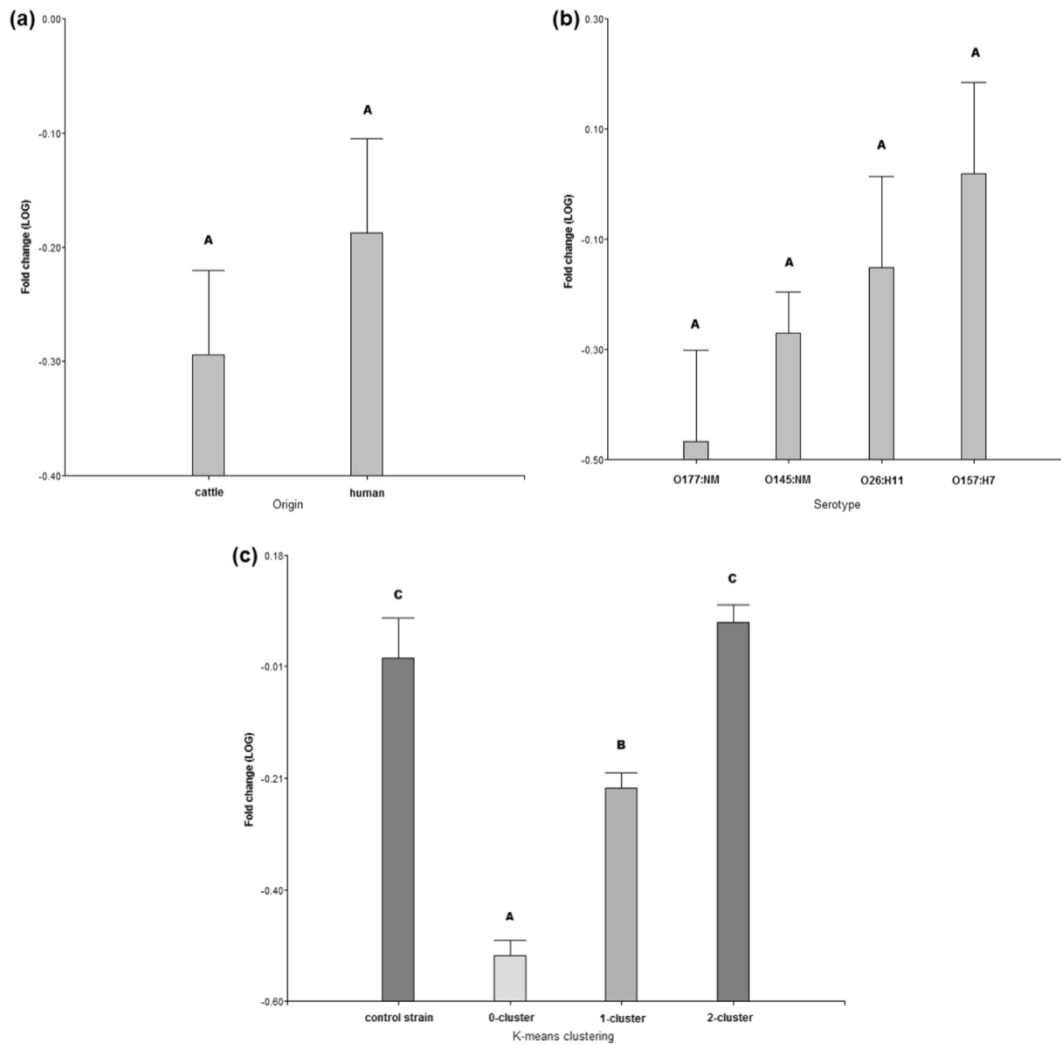 (a)
0.00
-0.10
-0.20
-0.30
-0.40
Fold change (LOG)
A
A
cattle
human
Origin
(b)
0.30
0.10
-0.10
-0.30
-0.50
Fold change (LOG)
A
A
A
A
O177:NM
O145:NM
O26:H11
O157:H7
Serotype
(c)
0.18
-0.01
-0.21
-0.40
-0.60
Fold change (LOG)
C
A
B
C
control strain
0-cluster
1-cluster
2-cluster
K-means clustering